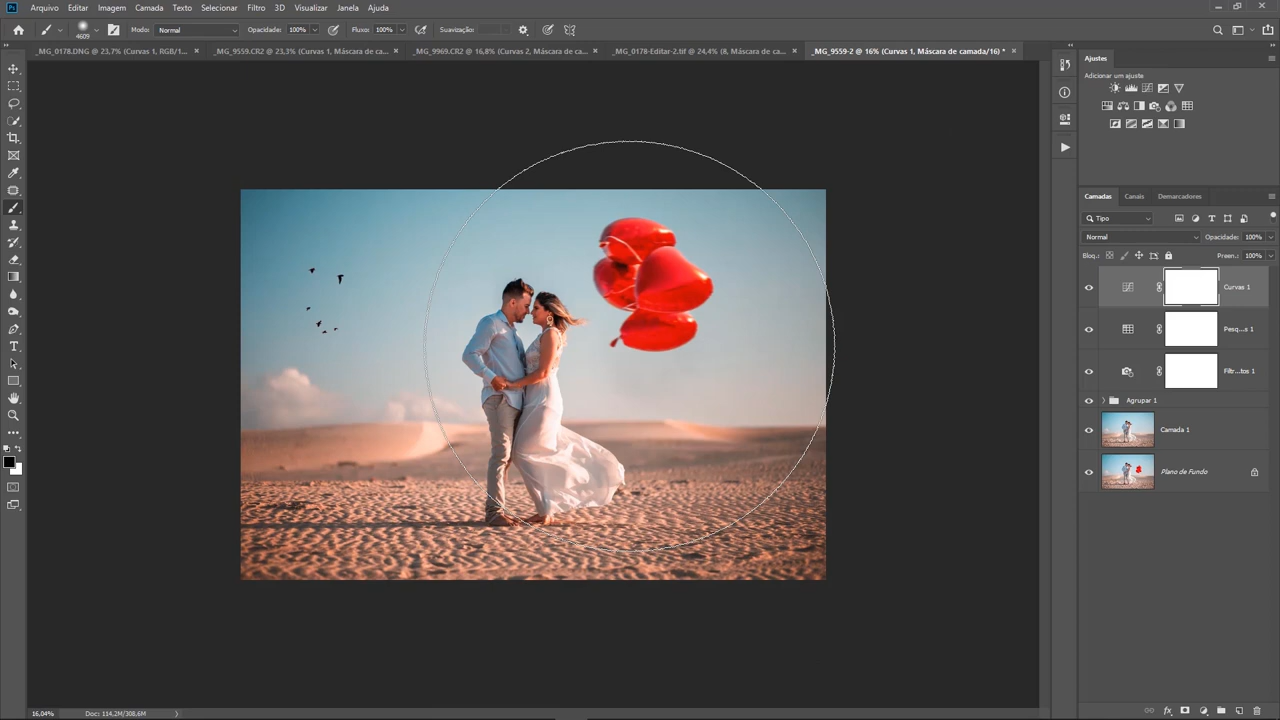 Ps Arquivo Editar Imagem Camada Texto Selecionar Filtro 3D Visualizar Janela Ajuda
4609 Modo: Normal Opacidade: 100% Fluxo: 100% Suavização:
_MG_0178.DNG @ 23,7% (Curvas 1, RGB/1... × _MG_9559.CR2 @ 23,3% (Curvas 1, Máscara de ca... × _MG_9969.CR2 @ 16,8% (Curvas 2, Máscara de ca... × _MG_0178-Editar-2.tif @ 24,4% (8, Máscara de ca... × _MG_9559-2 @ 16% (Curvas 1, Máscara de camada/16) * ×
Ajustes
Adicionar um ajuste
Camadas Canais Demarcadores
Tipo
Normal Opacidade: 100%
Bloq.: Preen.: 100%
Curvas 1
Pesq...s 1
Filtr...tos 1
Agrupar 1
Camada 1
Plano de Fundo
16,04% Doc: 114,2M/308,6M